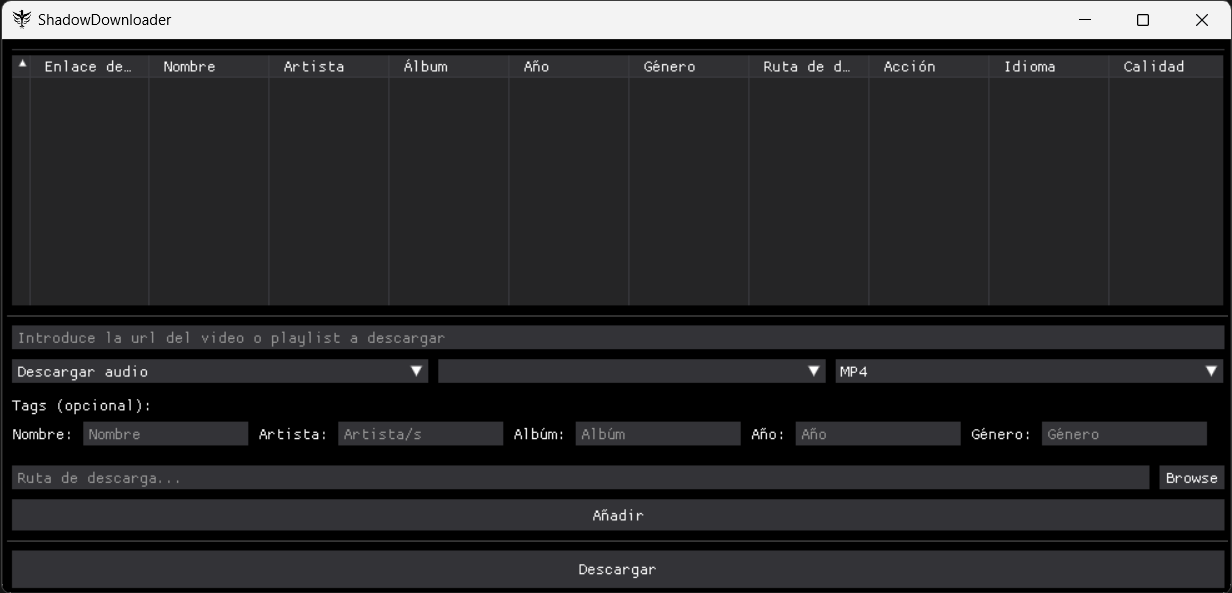 ShadowDownloader
Enlace de… Nombre Artista Álbum Año Género Ruta de d… Acción Idioma Calidad
Introduce la url del video o playlist a descargar
Descargar audio MP4
Tags (opcional):
Nombre: Nombre Artista: Artista/s Albúm: Albúm Año: Año Género: Género
Ruta de descarga... Browse
Añadir
Descargar